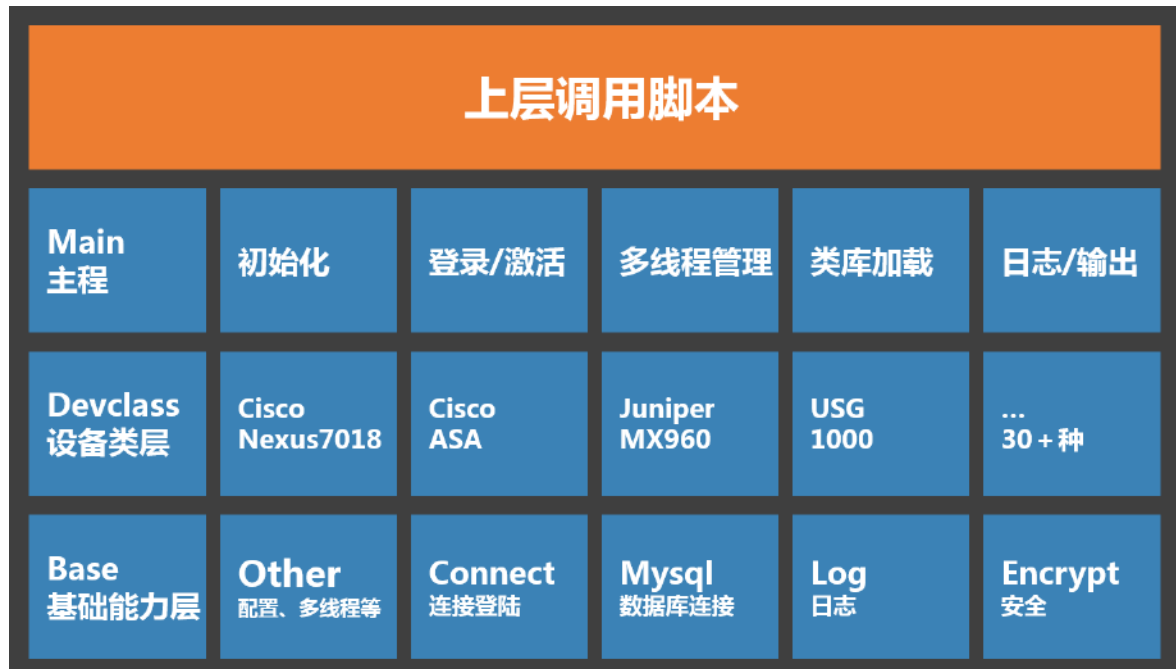 上层调用脚本
Main
主程
初始化
登录/激活
多线程管理
类库加载
日志/输出
Devclass
设备类层
Cisco
Nexus7018
Cisco
ASA
Juniper
MX960
USG
1000
...
30+种
Base
基础能力层
Other
配置、多线程等
Connect
连接登陆
Mysql
数据库连接
Log
日志
Encrypt
安全